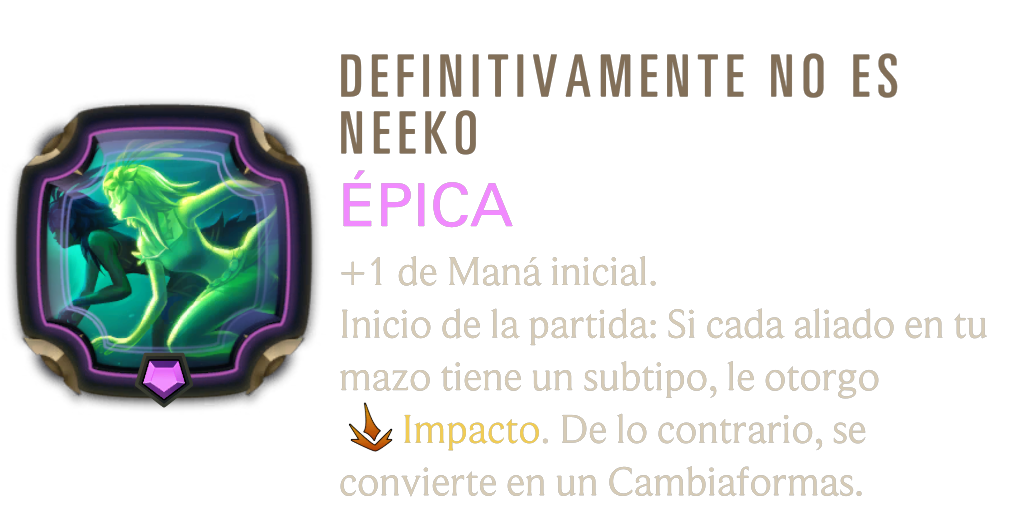 DEFINITIVAMENTE NO ES
NEEKO
ÉPICA
+1 de Maná inicial.
Inicio de la partida: Si cada aliado en tu
mazo tiene un subtipo, le otorgo
Impacto. De lo contrario, se
convierte en un Cambiaformas.